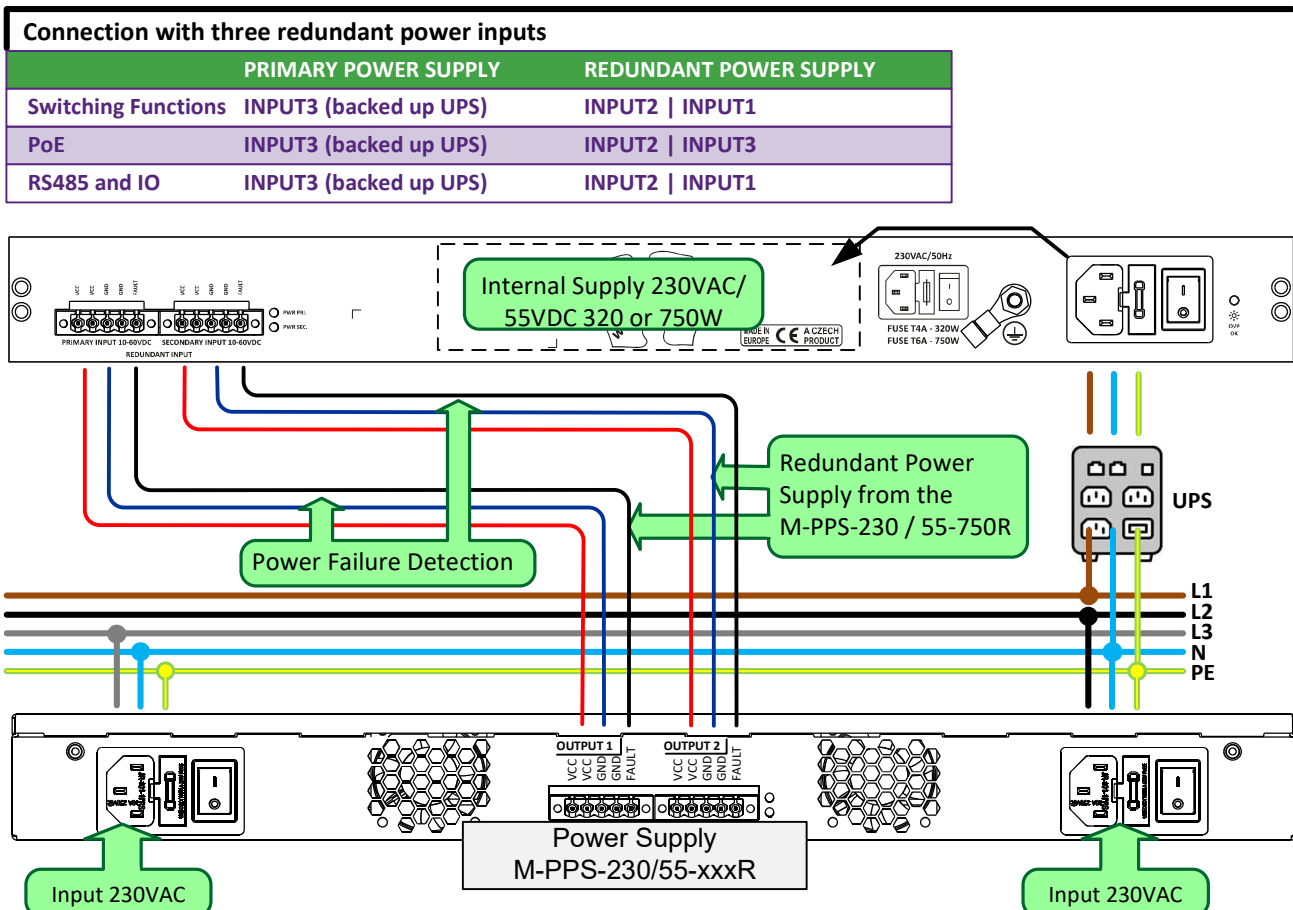 Connection with three redundant power inputs
PRIMARY POWER SUPPLY REDUNDANT POWER SUPPLY
Switching Functions INPUT3 (backed up UPS) INPUT2 | INPUT1
PoE INPUT3 (backed up UPS) INPUT2 | INPUT3
RS485 and IO INPUT3 (backed up UPS) INPUT2 | INPUT1
VCC VCC GND GND FAULT VCC VCC GND GND FAULT
PWR PRI.
PWR SEC.
PRIMARY INPUT 10-60VDC SECONDARY INPUT 10-60VDC
REDUNDANT INPUT
Internal Supply 230VAC/
55VDC 320 or 750W
MADE IN EUROPE CE A CZECH PRODUCT
230VAC/50Hz
FUSE T4A - 320W
FUSE T6A - 750W
OVP
OK
Redundant Power
Supply from the
M-PPS-230 / 55-750R
UPS
Power Failure Detection
L1
L2
L3
N
PE
OUTPUT 1 OUTPUT 2
VCC VCC GND GND FAULT VCC VCC GND GND FAULT
Power Supply
M-PPS-230/55-xxxR
Input 230VAC
Input 230VAC